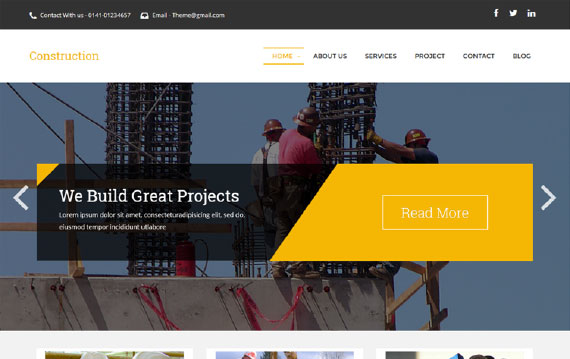 Contact With us - 0141-01234657 Email - Theme@gmail.com
Construction HOME ABOUT US SERVICES PROJECT CONTACT BLOG
We Build Great Projects
Lorem ipsum dolor sit amet, consecteturadipisicing elit, sed do,
eiusmod tempor incididunt utlabore
Read More